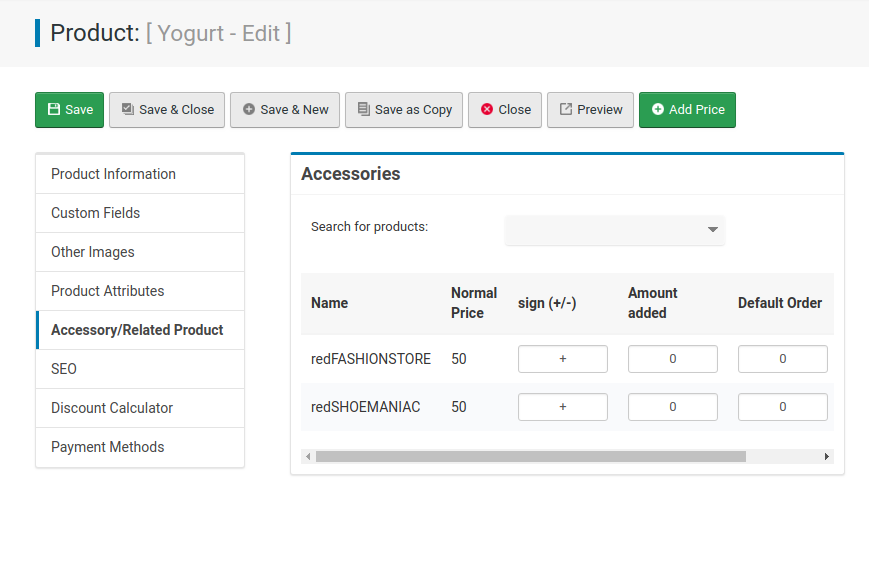 Product: [ Yogurt - Edit ]
Save Save & Close Save & New Save as Copy Close Preview Add Price
Product Information
Custom Fields
Other Images
Product Attributes
Accessory/Related Product
SEO
Discount Calculator
Payment Methods
Accessories
Search for products:
Name Normal Price sign (+/-) Amount added Default Order
redFASHIONSTORE 50 + 0 0
redSHOEMANIAC 50 + 0 0